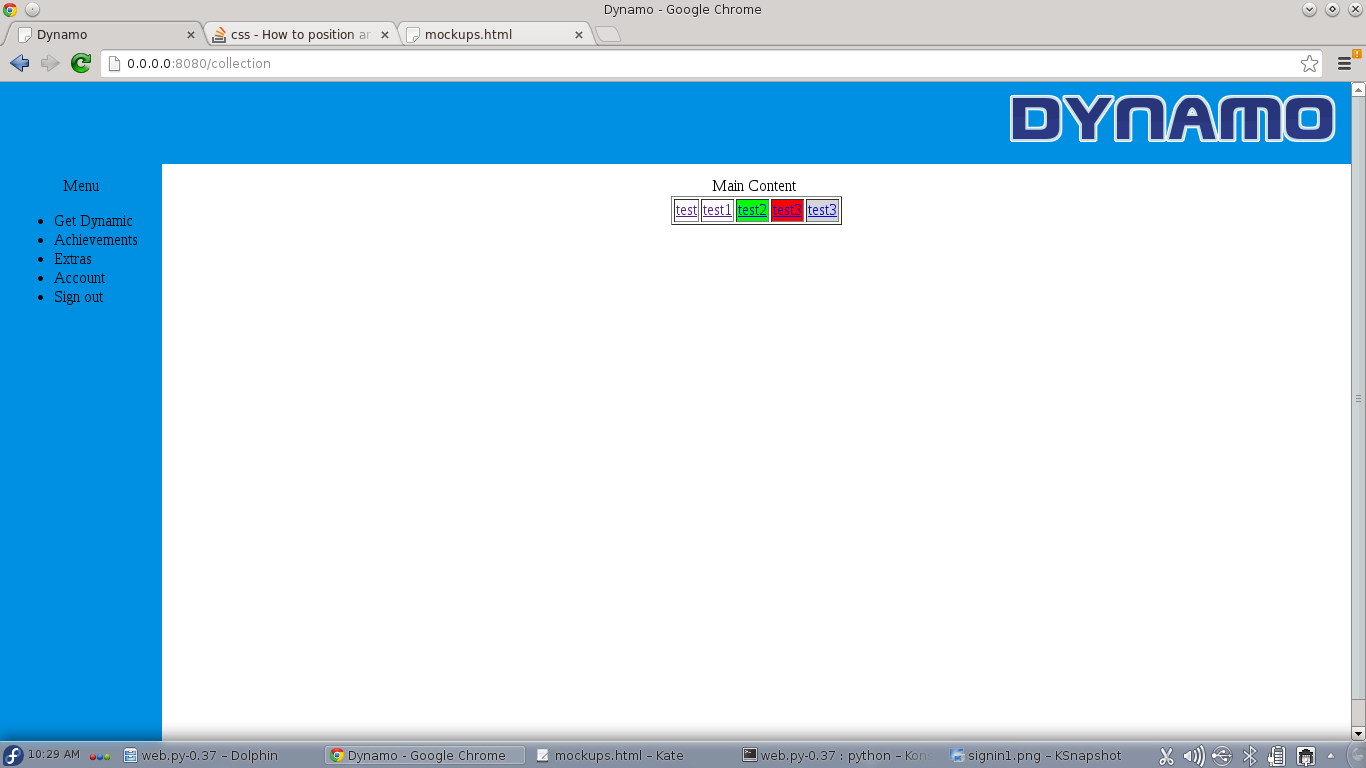 Dynamo - Google Chrome
Dynamo
css - How to position ar
mockups.html
0.0.0.0:8080/collection
DYNAMO
Menu
Main Content
test test1 test2 test3 test3
Get Dynamic
Achievements
Extras
Account
Sign out
10:29 AM
web.py-0.37 – Dolphin
Dynamo - Google Chrome
mockups.html – Kate
web.py-0.37 : python – Kons
signin1.png – KSnapshot